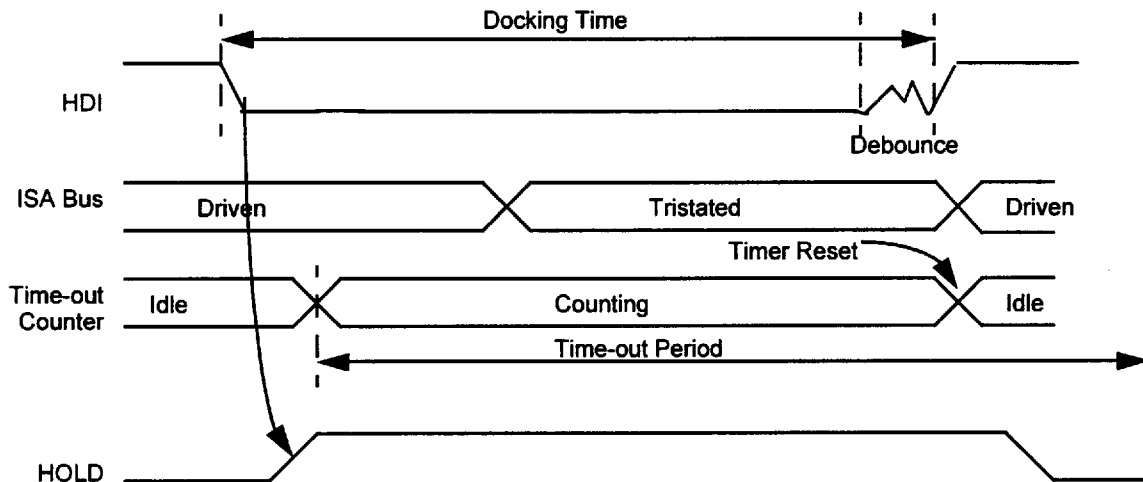 Docking Time
HDI
Debounce
ISA Bus
Driven
Tristated
Driven
Timer Reset
Time-out
Counter
Idle
Counting
Idle
Time-out Period
HOLD